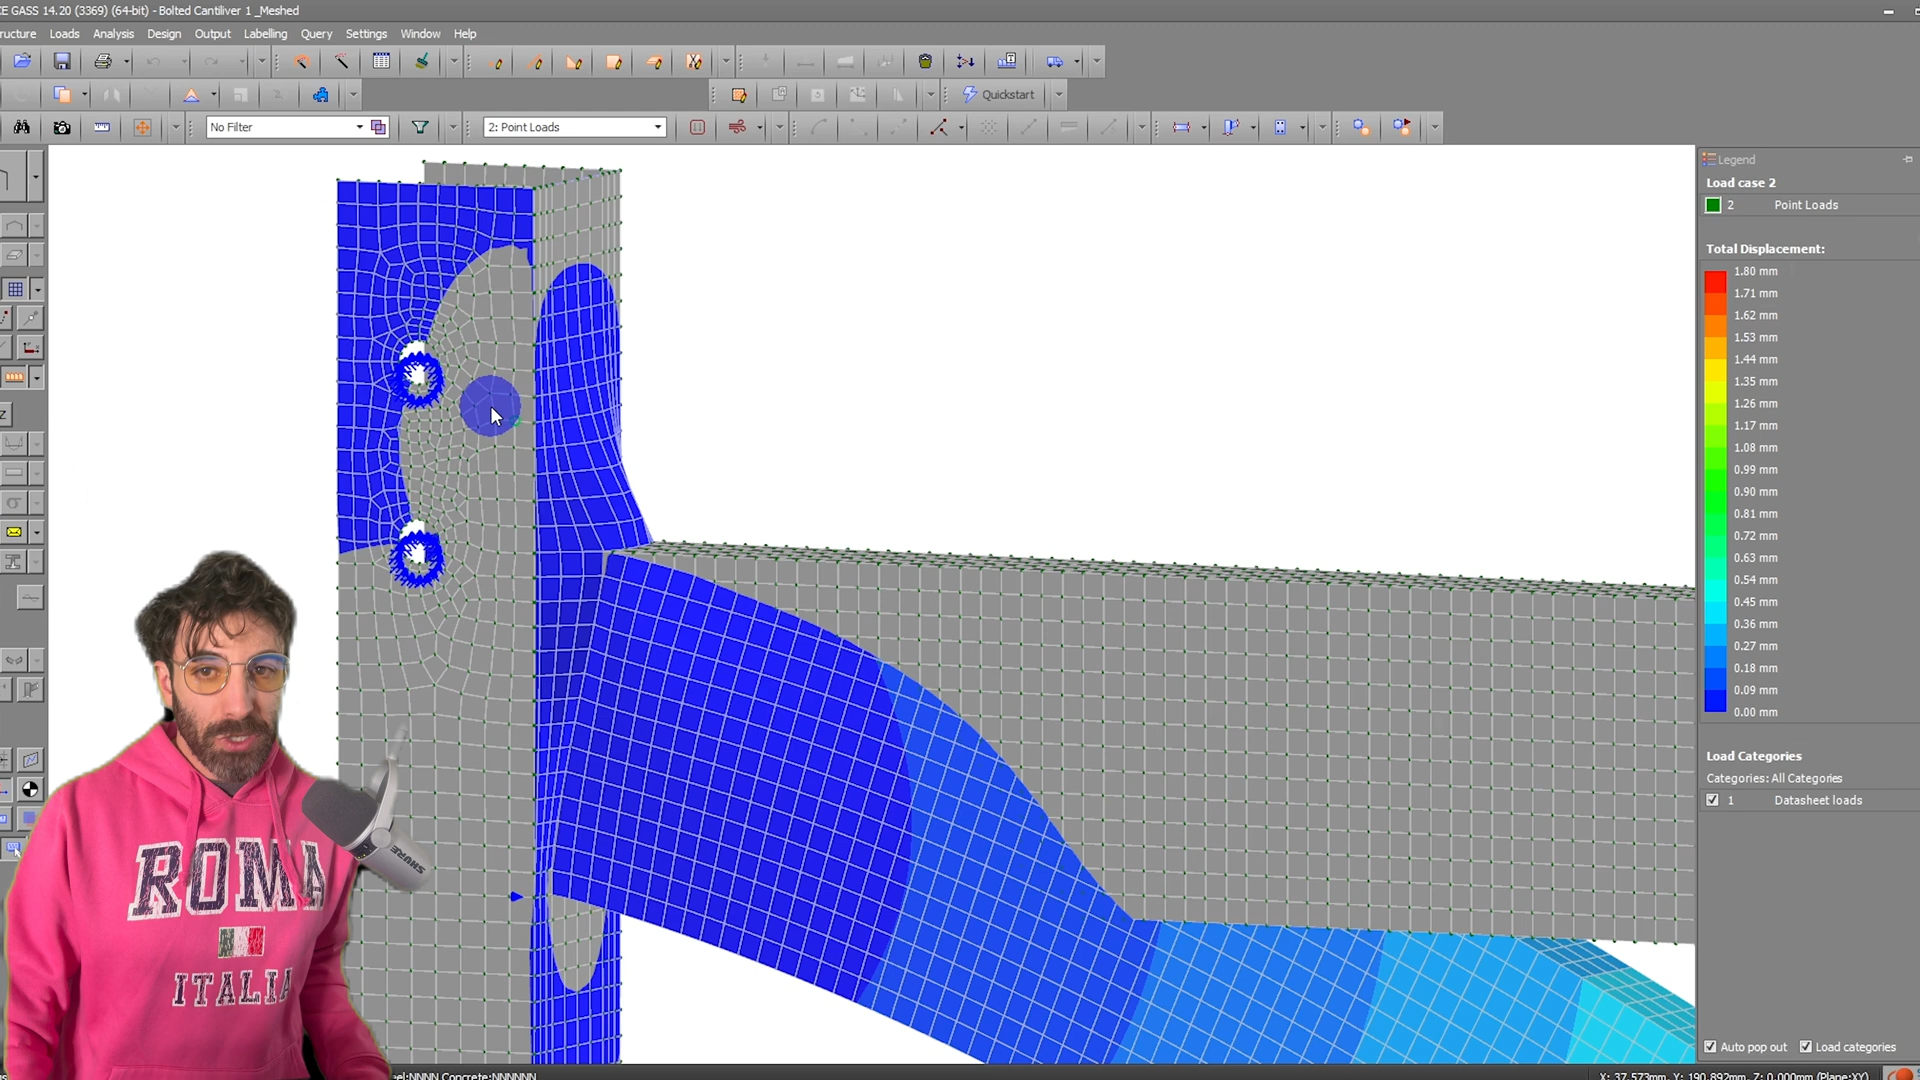 CE GASS 14.20 (3369) (64-bit) - Bolted Cantiliver 1 _Meshed
ructure Loads Analysis Design Output Labelling Query Settings Window Help
Quickstart
No Filter
2: Point Loads
Legend
Load case 2
2 Point Loads
Total Displacement:
1.80 mm
1.71 mm
1.62 mm
1.53 mm
1.44 mm
1.35 mm
1.26 mm
1.17 mm
1.08 mm
0.99 mm
0.90 mm
0.81 mm
0.72 mm
0.63 mm
0.54 mm
0.45 mm
0.36 mm
0.27 mm
0.18 mm
0.09 mm
0.00 mm
Load Categories
Categories: All Categories
1 Datasheet loads
Auto pop out Load categories
Z
SHURE
ROMA
ITALIA
eel:NNNN Concrete:NNNNNN
X: 37.573mm, Y: 190.892mm, Z: 0.000mm (Plane:XY)